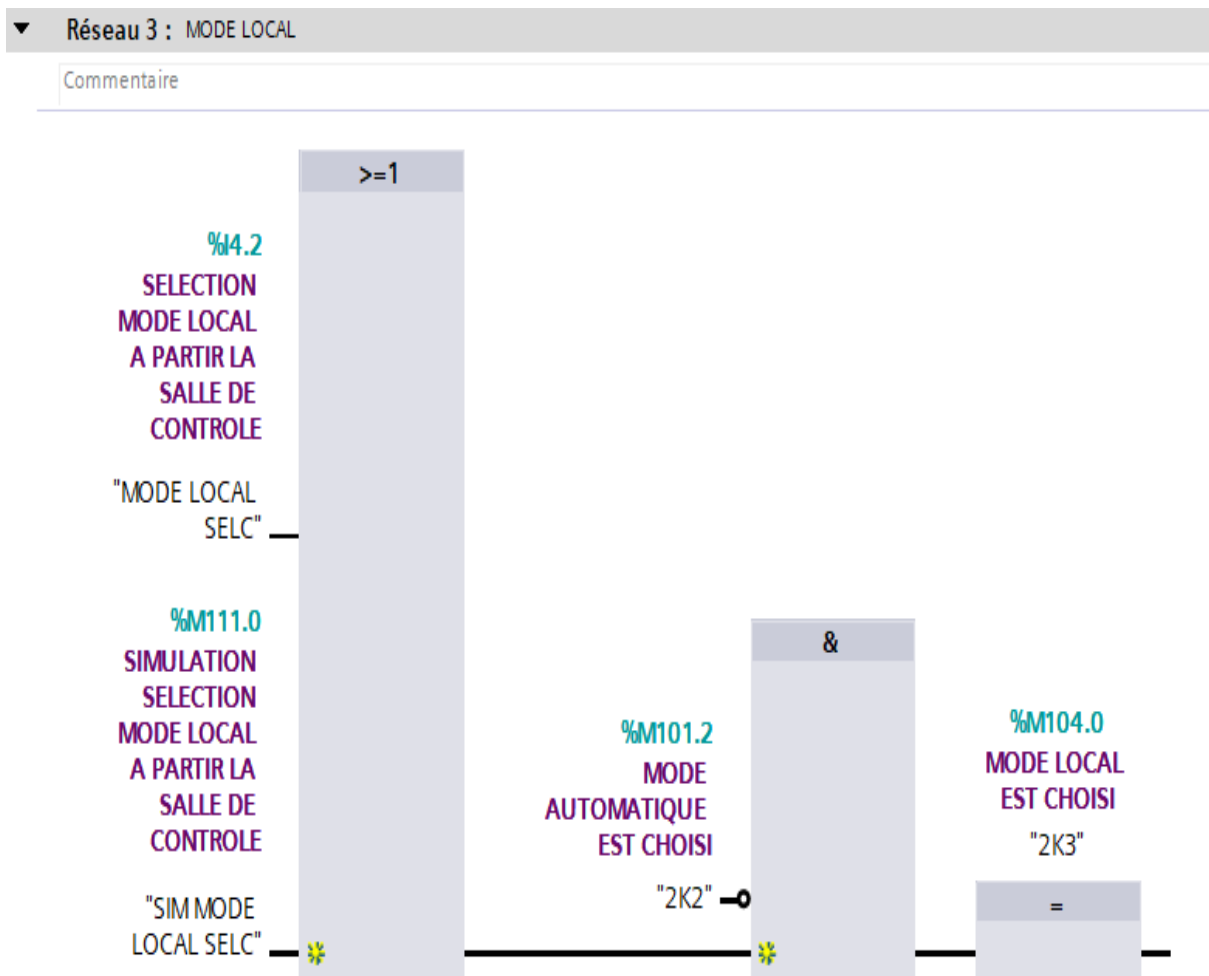 Réseau 3 : MODE LOCAL
Commentaire
>=1
%I4.2
SELECTION
MODE LOCAL
A PARTIR LA
SALLE DE
CONTROLE
"MODE LOCAL
SELC"
%M111.0
SIMULATION
SELECTION
MODE LOCAL
A PARTIR LA
SALLE DE
CONTROLE
"SIM MODE
LOCAL SELC"
&
%M101.2
MODE
AUTOMATIQUE
EST CHOISI
"2K2"
%M104.0
MODE LOCAL
EST CHOISI
"2K3"
=